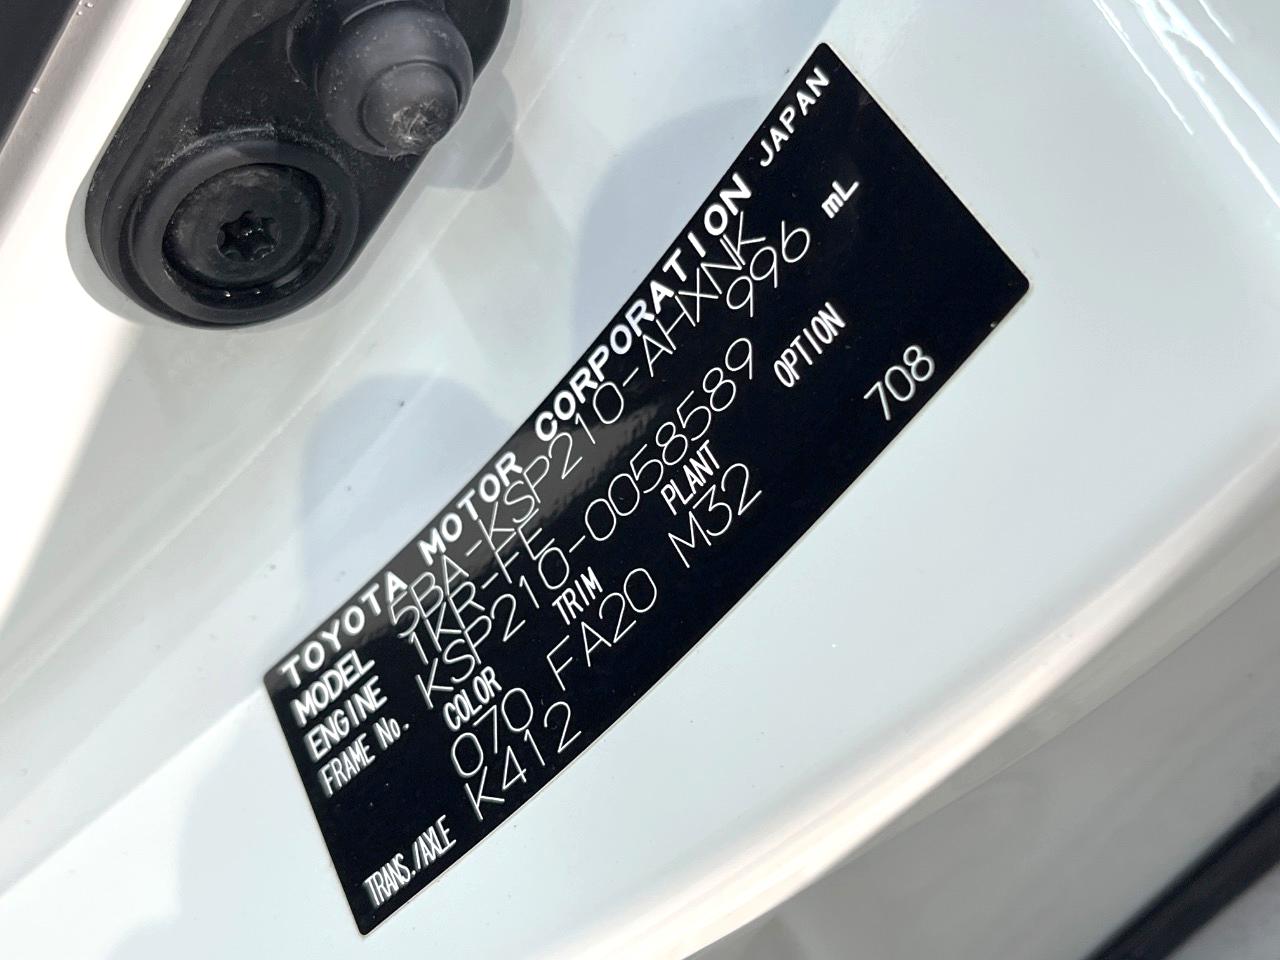 TOYOTA MOTOR CORPORATION JAPAN
MODEL 5BA-KSP210-AHXNK
ENGINE 1KR-FE 996 mL
FRAME No. KSP210-0058589
COLOR TRIM PLANT OPTION
070 FA20 M32 708
TRANS./AXLE K412